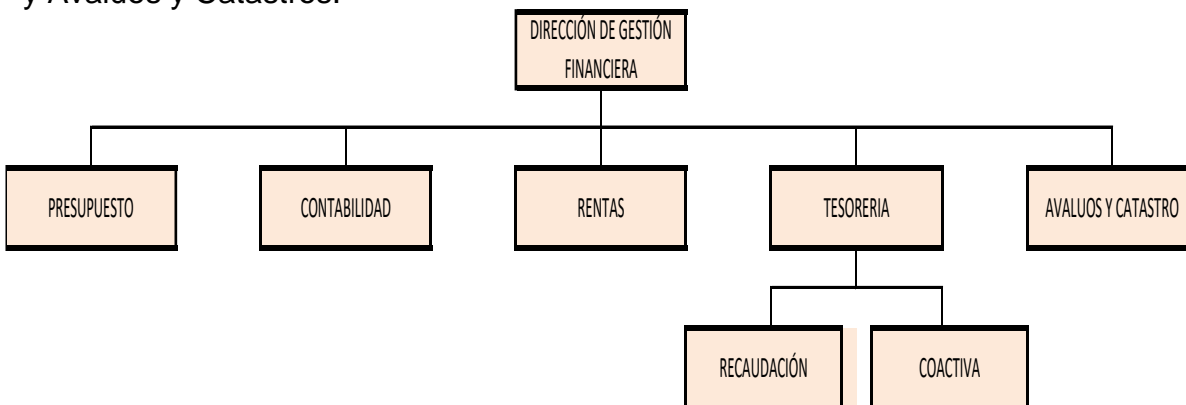 y Avalúos y Catastros.
DIRECCIÓN DE GESTIÓN
FINANCIERA
PRESUPUESTO
CONTABILIDAD
RENTAS
TESORERIA
AVALUOS Y CATASTRO
RECAUDACIÓN
COACTIVA